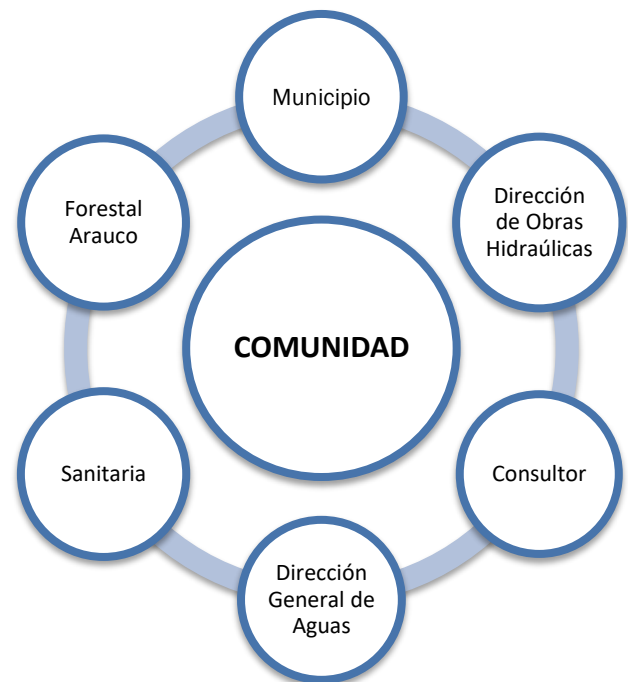 Municipio
Dirección
de Obras
Hidraúlicas
Consultor
Dirección
General de
Aguas
Sanitaria
Forestal
Arauco
COMUNIDAD